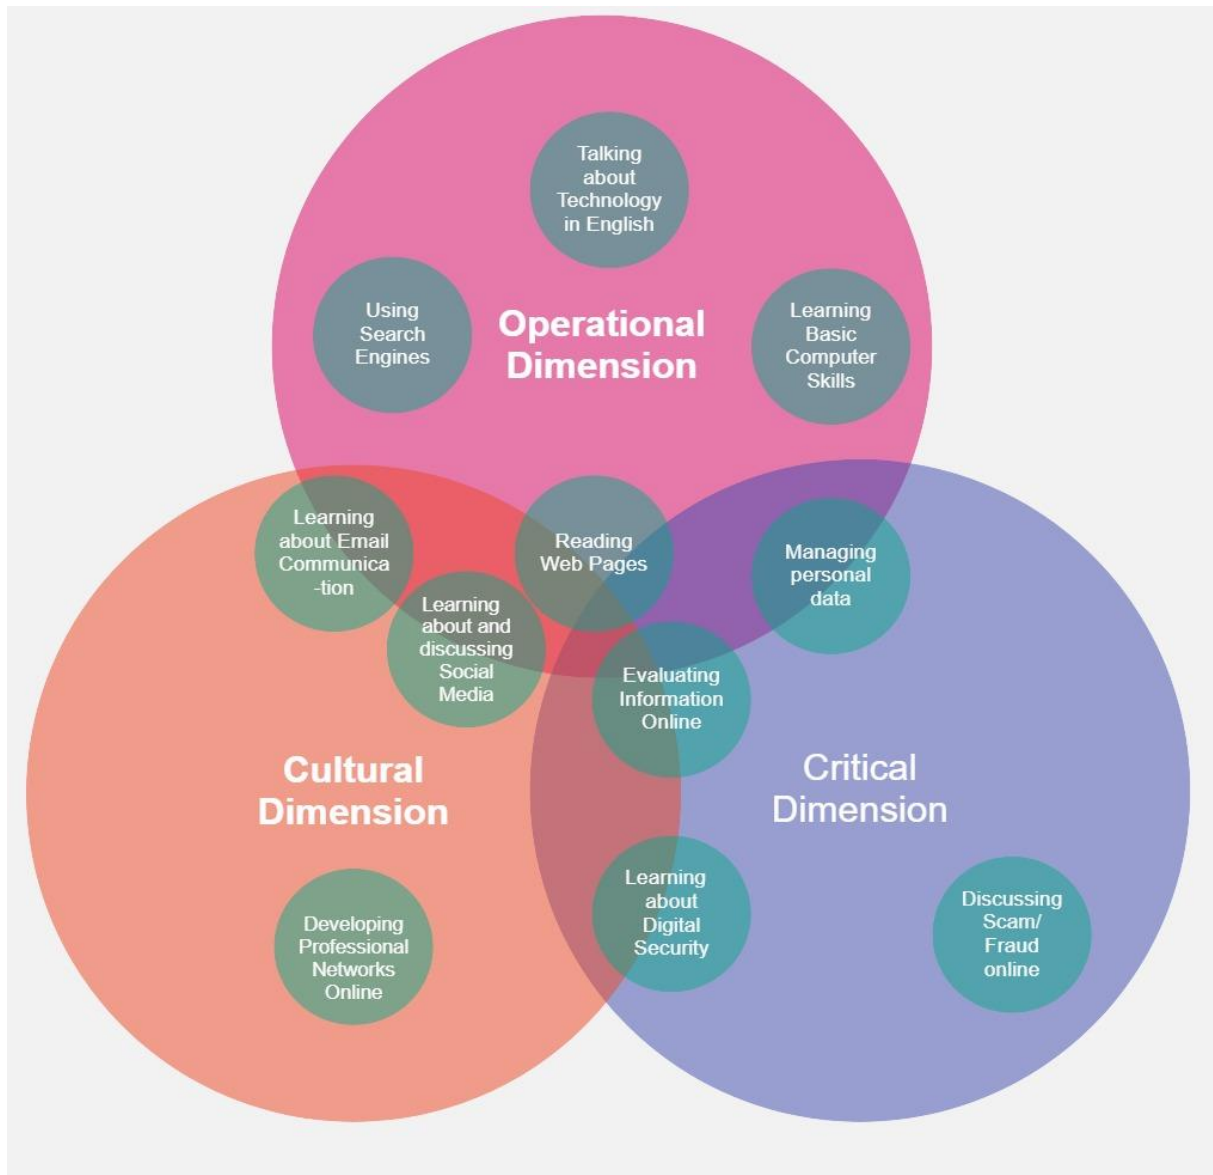 Talking
about
Technology
in English
Using
Search
Engines
Operational
Dimension
Learning
Basic
Computer
Skills
Learning
about Email
Communica
-tion
Reading
Web Pages
Managing
personal
data
Learning
about and
discussing
Social
Media
Evaluating
Information
Online
Cultural
Dimension
Critical
Dimension
Developing
Professional
Networks
Online
Learning
about
Digital
Security
Discussing
Scam/
Fraud
online